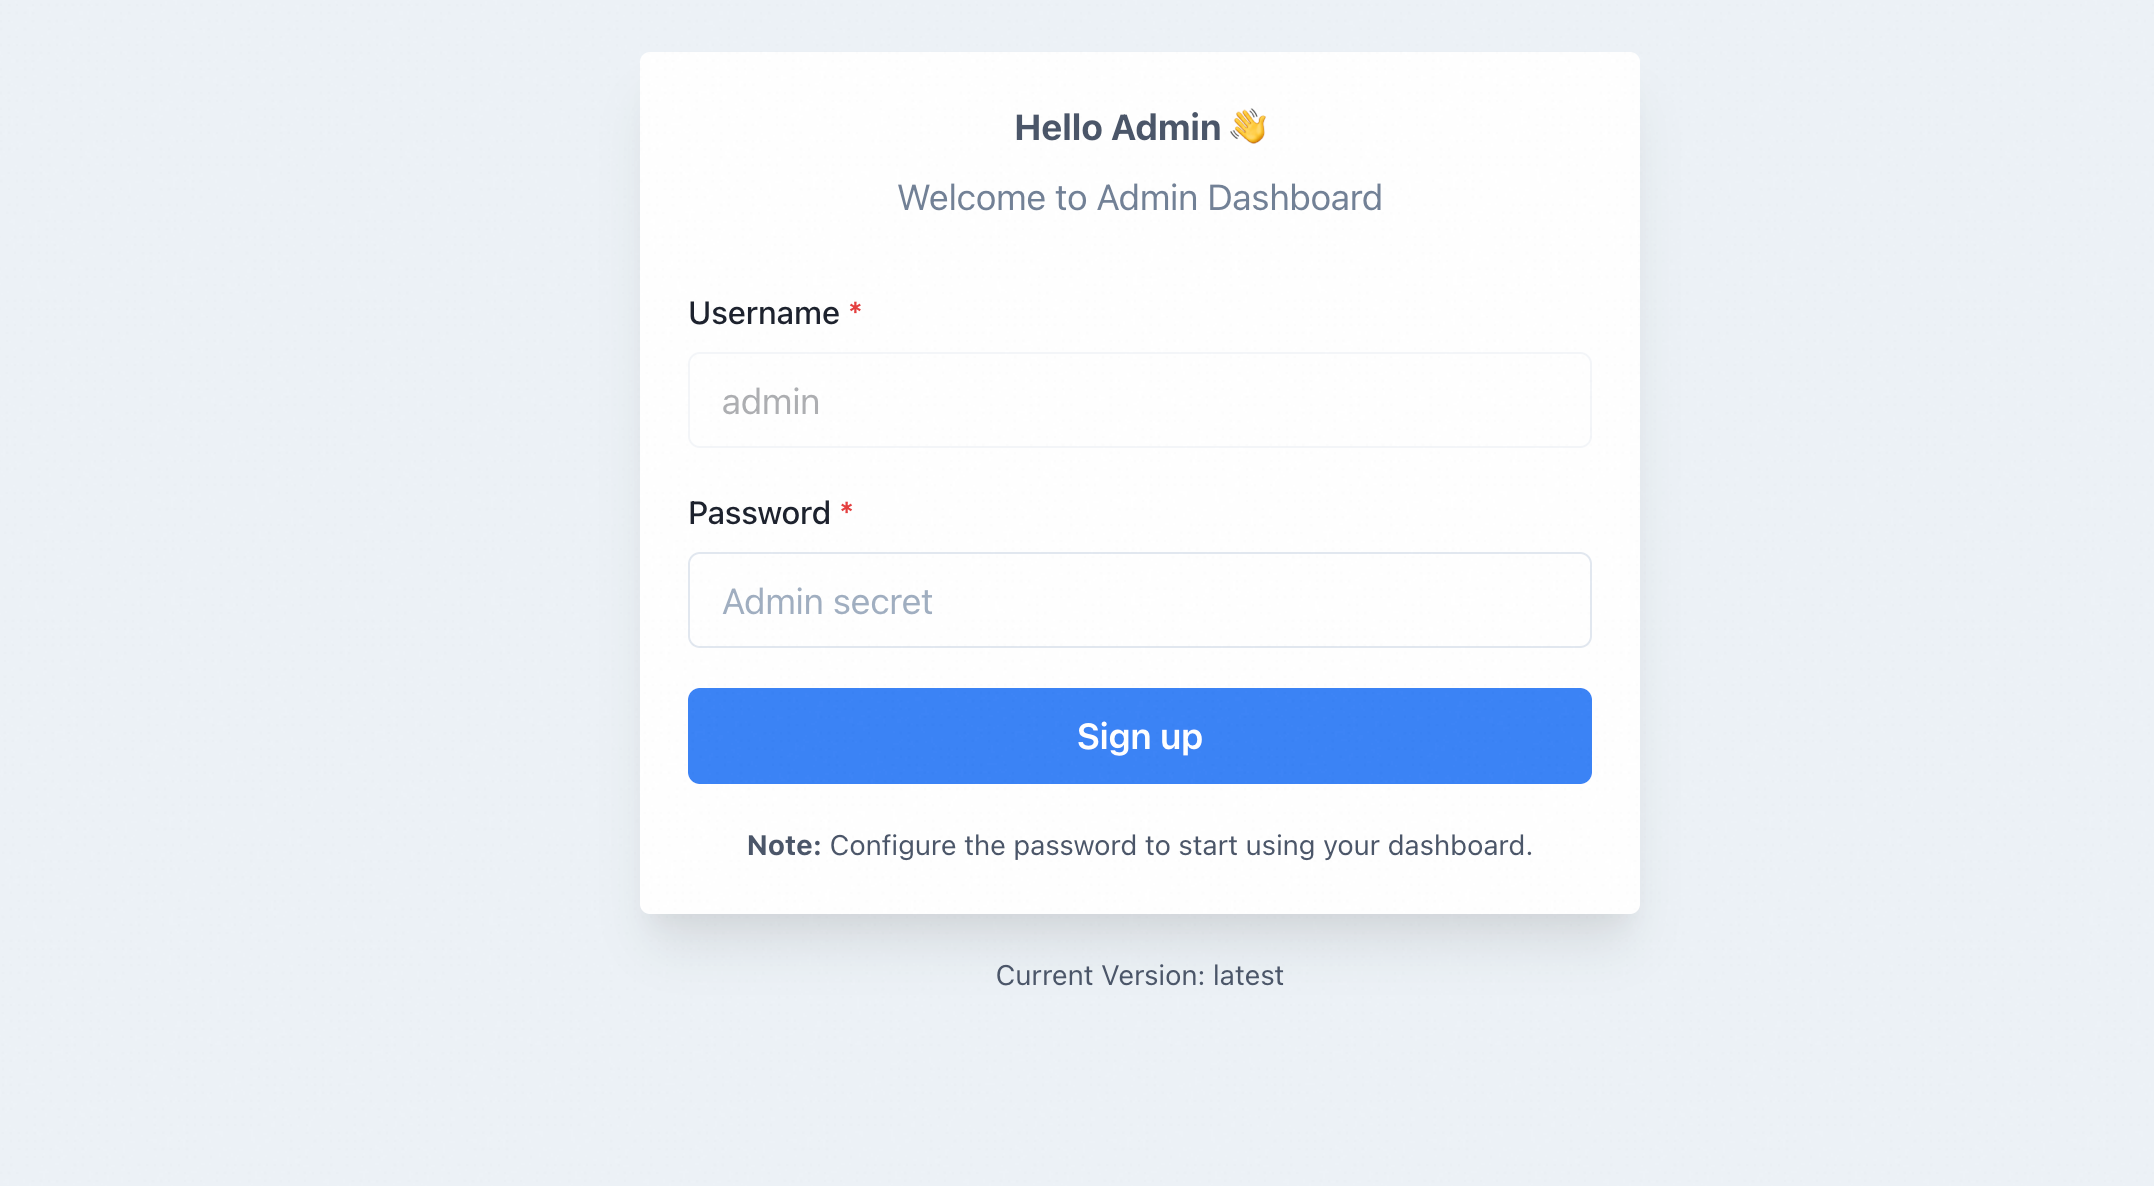 Hello Admin 👋
Welcome to Admin Dashboard
Username *
admin
Password *
Admin secret
Sign up
Note: Configure the password to start using your dashboard.
Current Version: latest